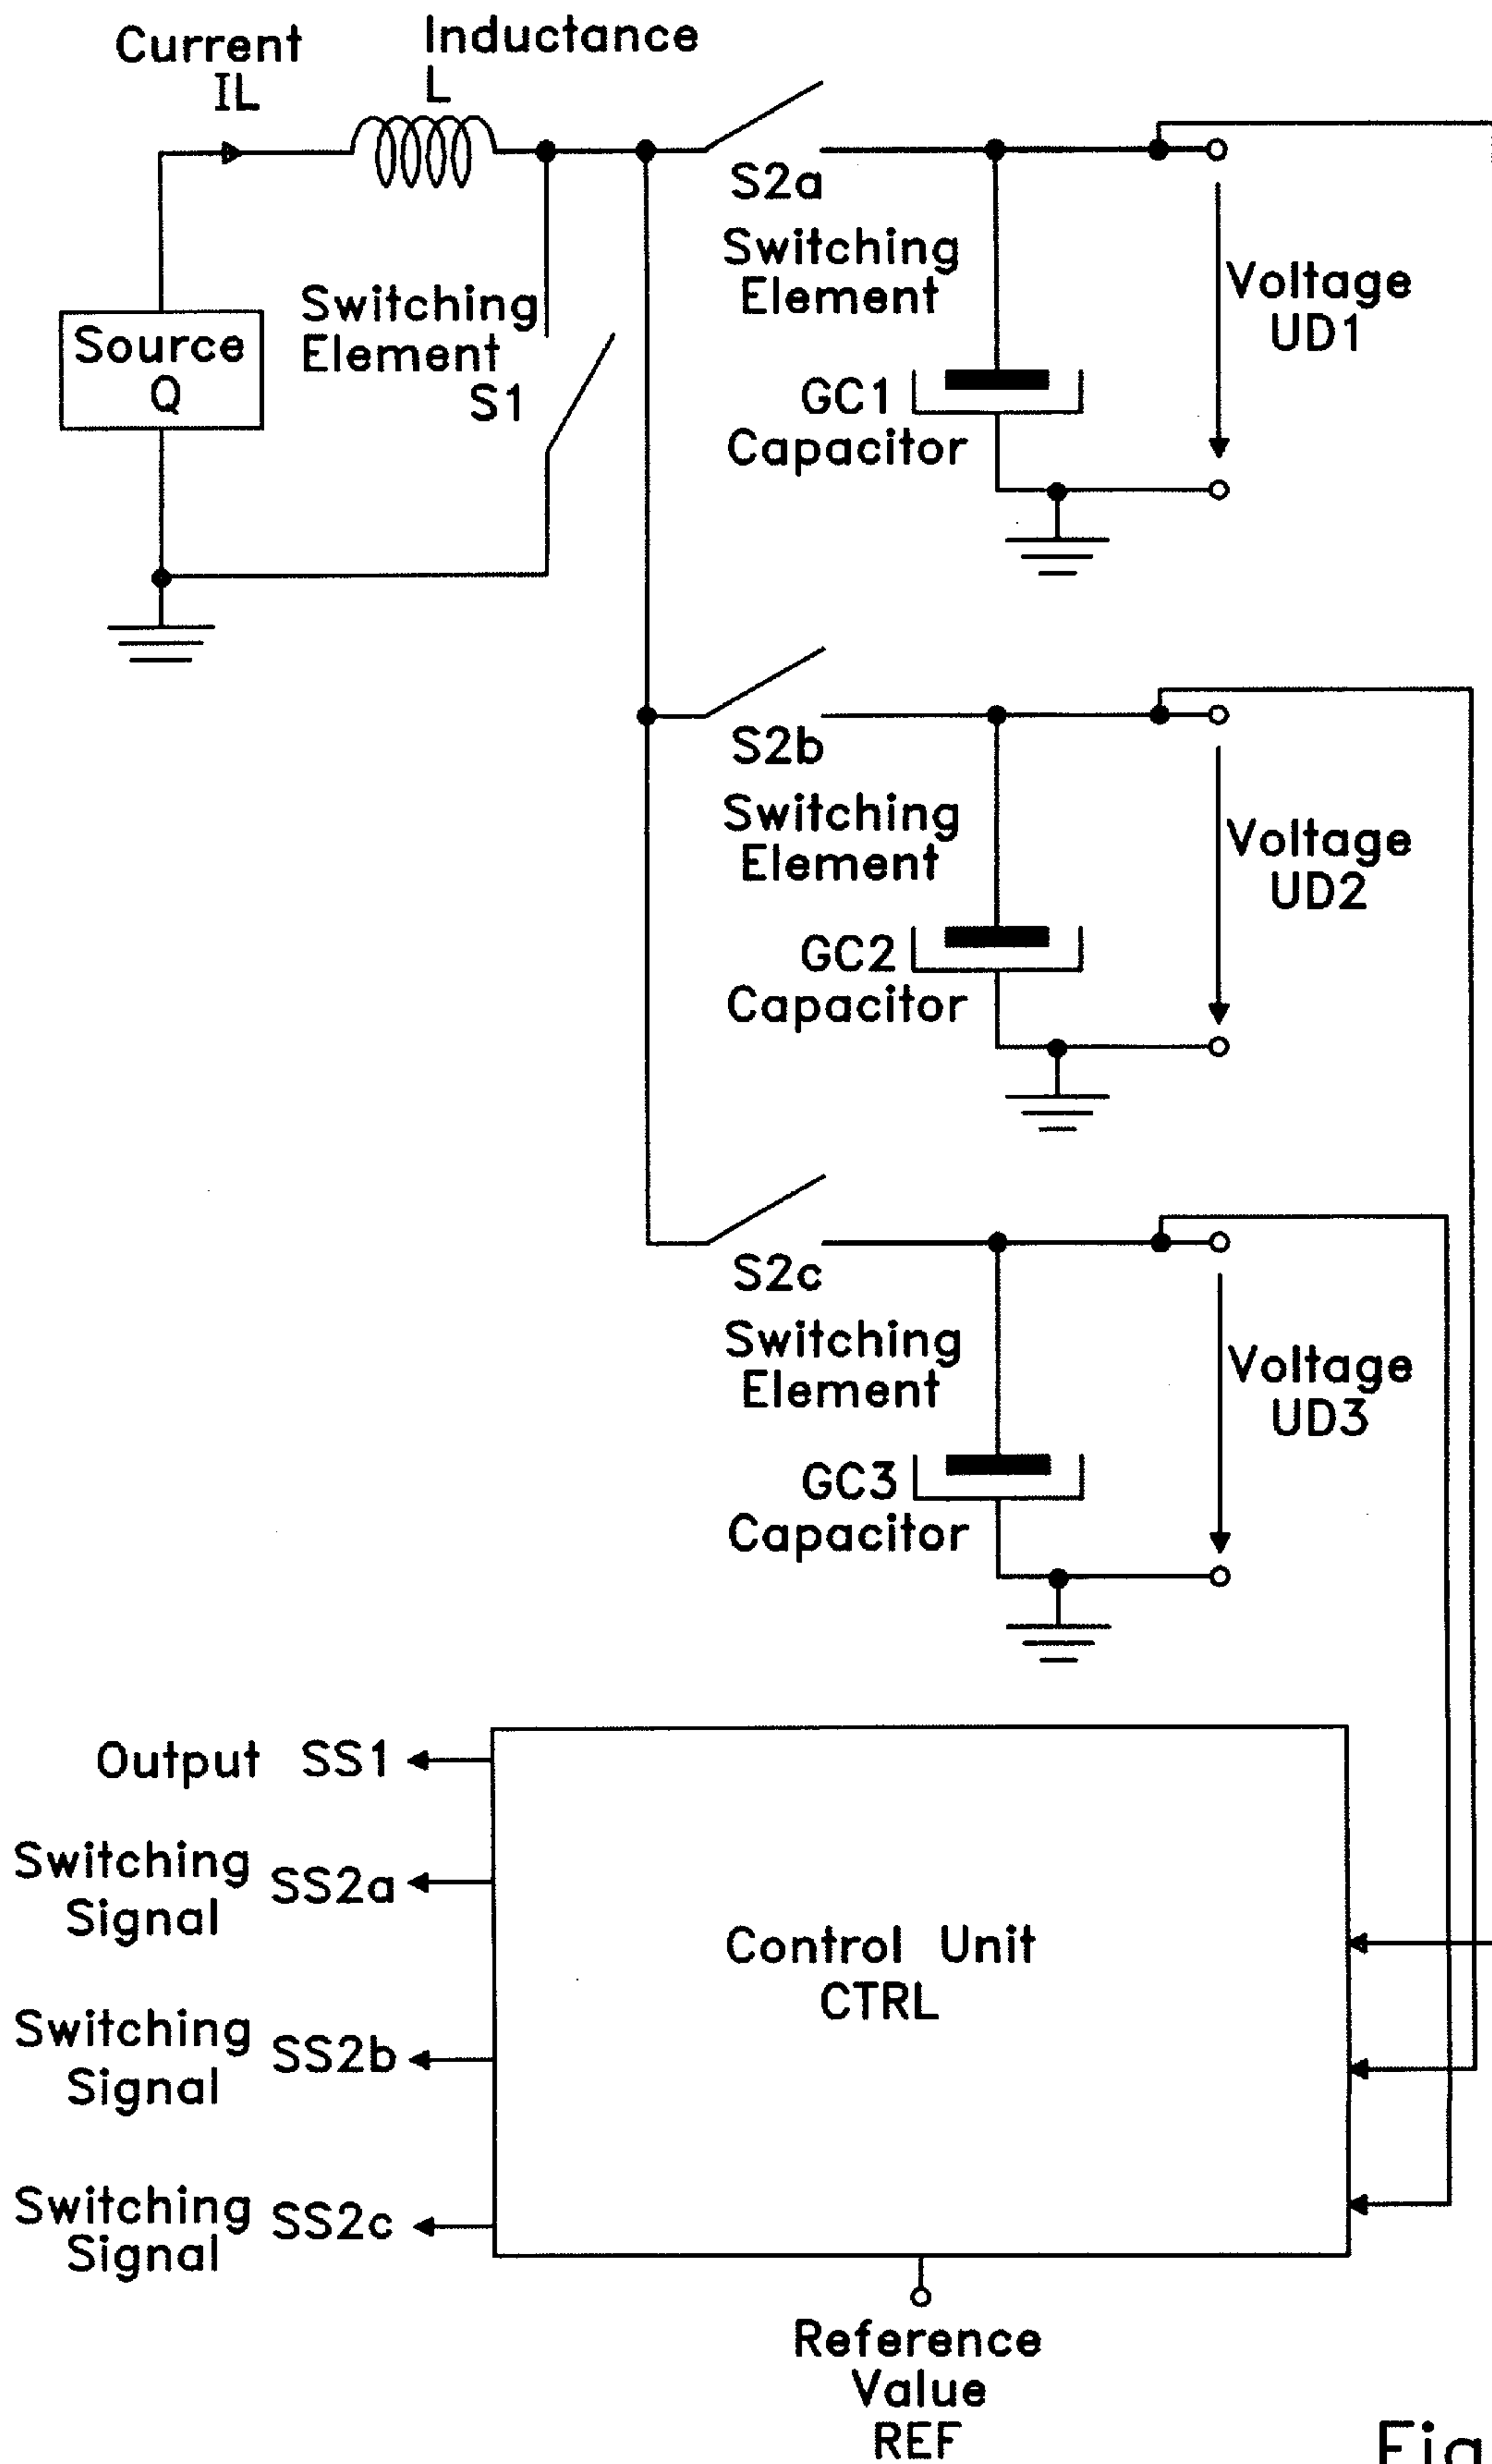 Current
IL
Inductance
L
S2a
Switching
Element
Voltage
UD1
Switching
Element
S1
Source
Q
GC1
Capacitor
S2b
Switching
Element
Voltage
UD2
GC2
Capacitor
S2c
Switching
Element
Voltage
UD3
GC3
Capacitor
Output SS1
Switching
Signal
SS2a
Control Unit
CTRL
Switching
Signal
SS2b
Switching
Signal
SS2c
Reference
Value
REF
Fig